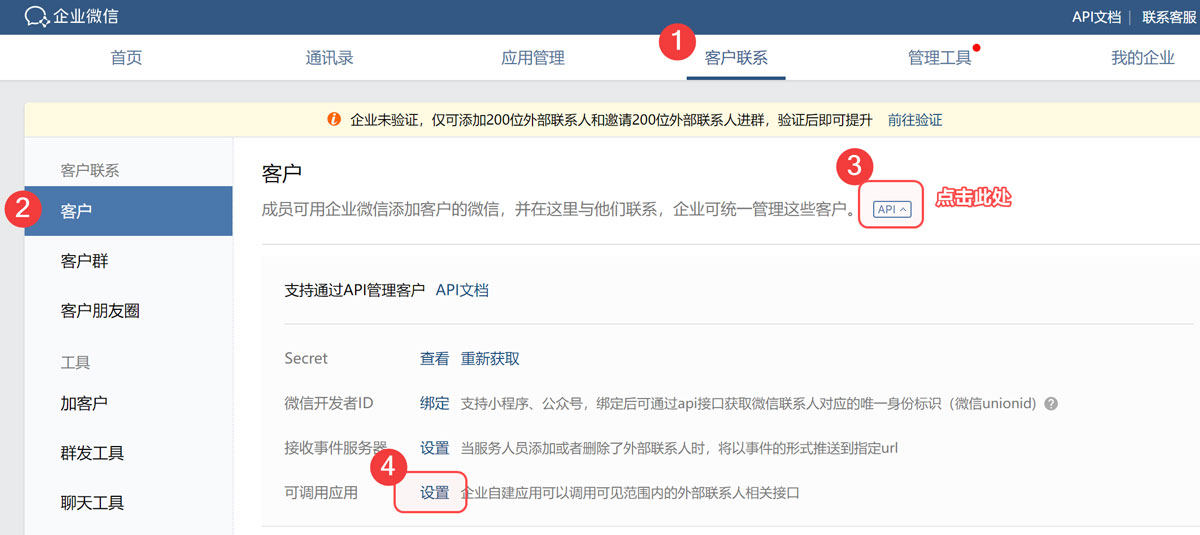 企业微信
API文档 | 联系客服
首页 通讯录 应用管理 1 客户联系 管理工具 我的企业
企业未验证，仅可添加200位外部联系人和邀请200位外部联系人进群，验证后即可提升 前往验证
客户联系
2 客户
客户群
客户朋友圈
工具
加客户
群发工具
聊天工具
客户
3
成员可用企业微信添加客户的微信，并在这里与他们联系，企业可统一管理这些客户。 API
点击此处
支持通过API管理客户 API文档
Secret 查看 重新获取
微信开发者ID 绑定 支持小程序、公众号，绑定后可通过api接口获取微信联系人对应的唯一身份标识（微信unionid） ?
接收事件服务器 设置 当服务人员添加或者删除了外部联系人时，将以事件的形式推送到指定url
4
可调用应用 设置 企业自建应用可以调用可见范围内的外部联系人相关接口